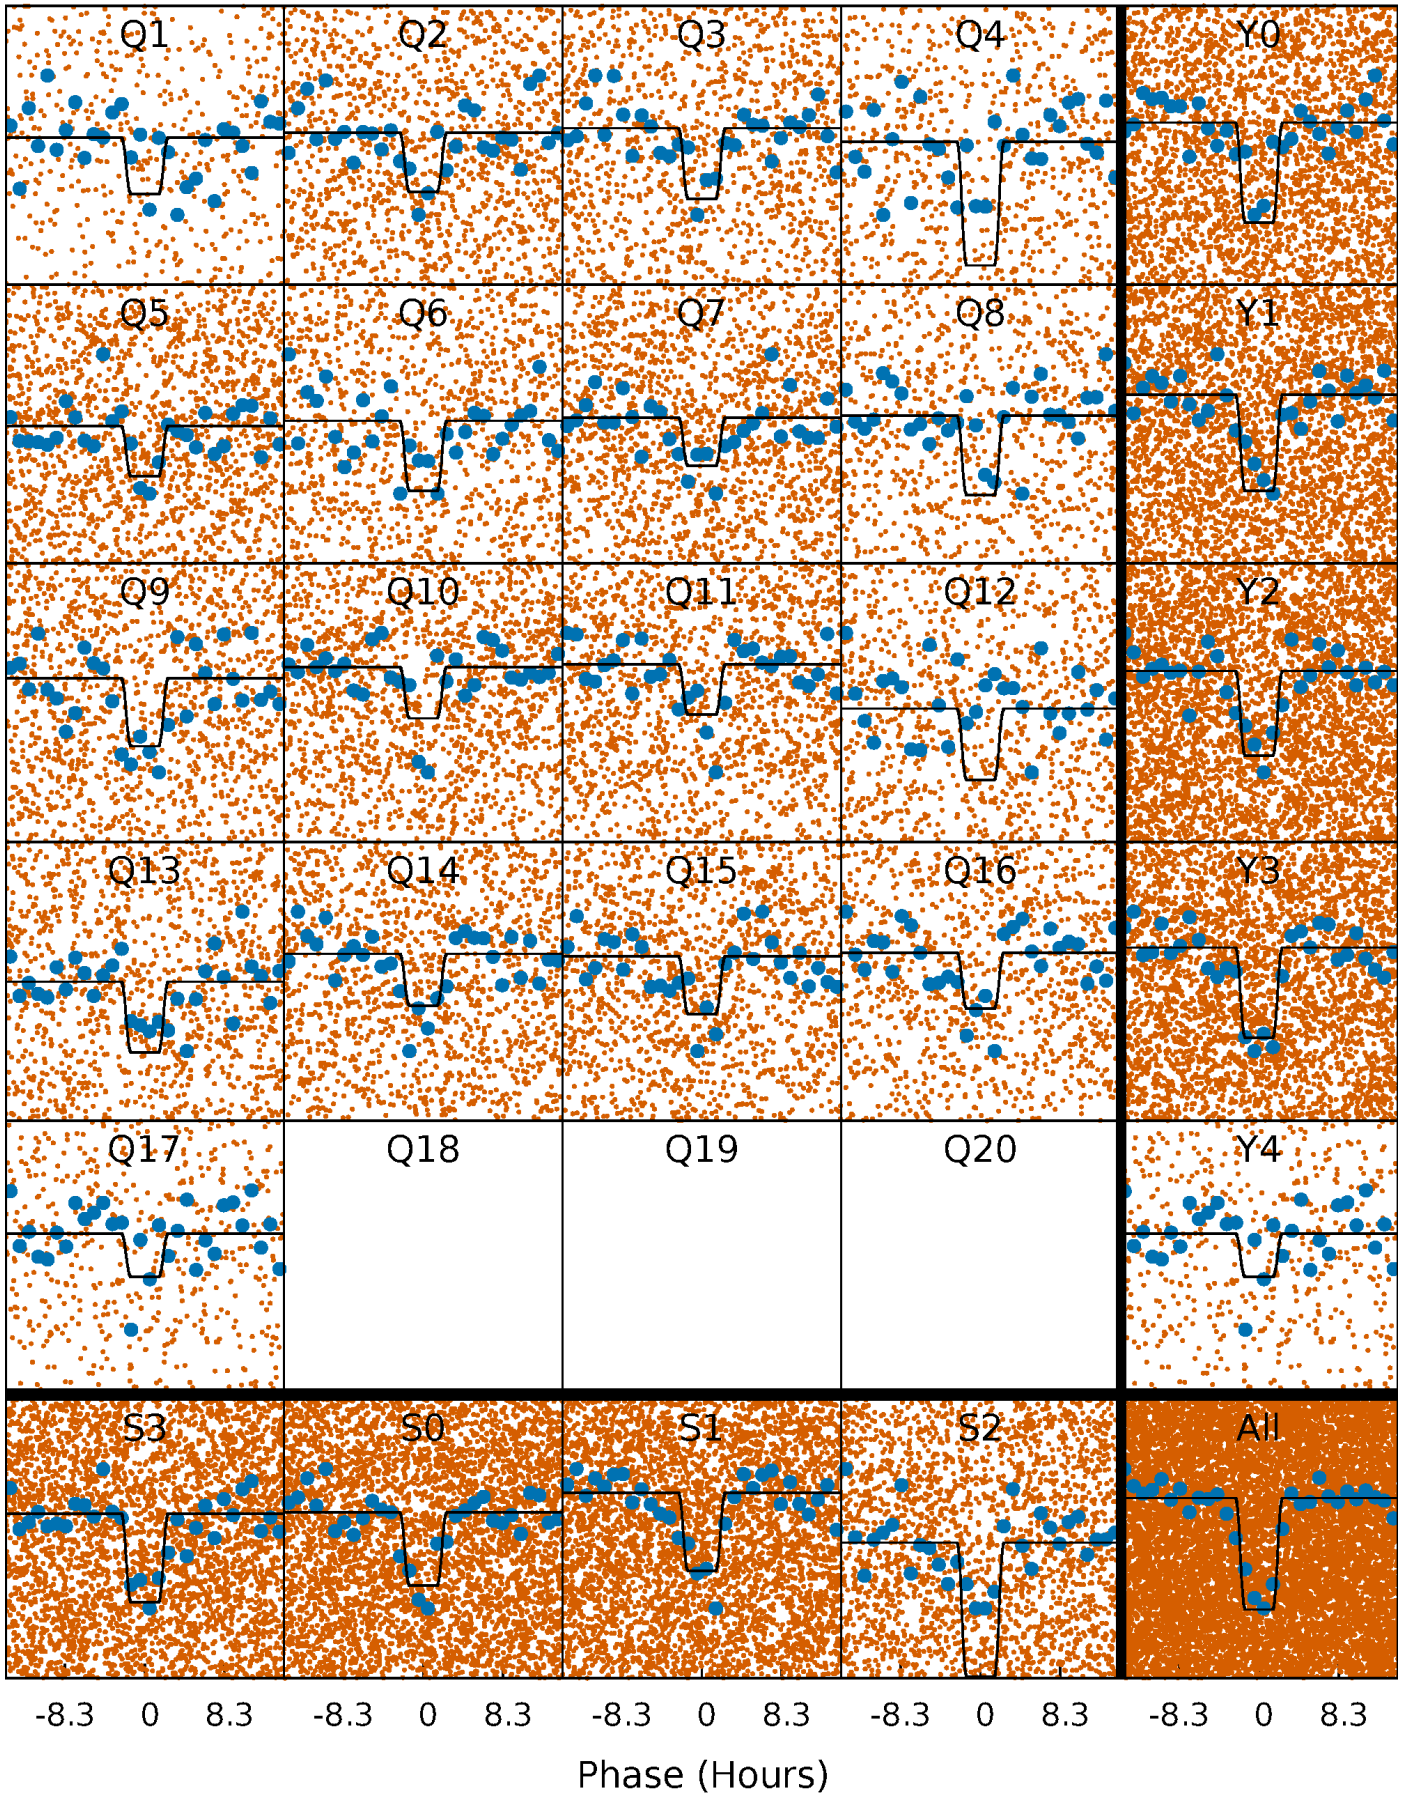 Q1 Q2 Q3 Q4 Y0
Q5 Q6 Q7 Q8 Y1
Q9 Q10 Q11 Q12 Y2
Q13 Q14 Q15 Q16 Y3
Q17 Q18 Q19 Q20 Y4
S3 S0 S1 S2 All
-8.3 0 8.3 -8.3 0 8.3 -8.3 0 8.3 -8.3 0 8.3 -8.3 0 8.3
Phase (Hours)